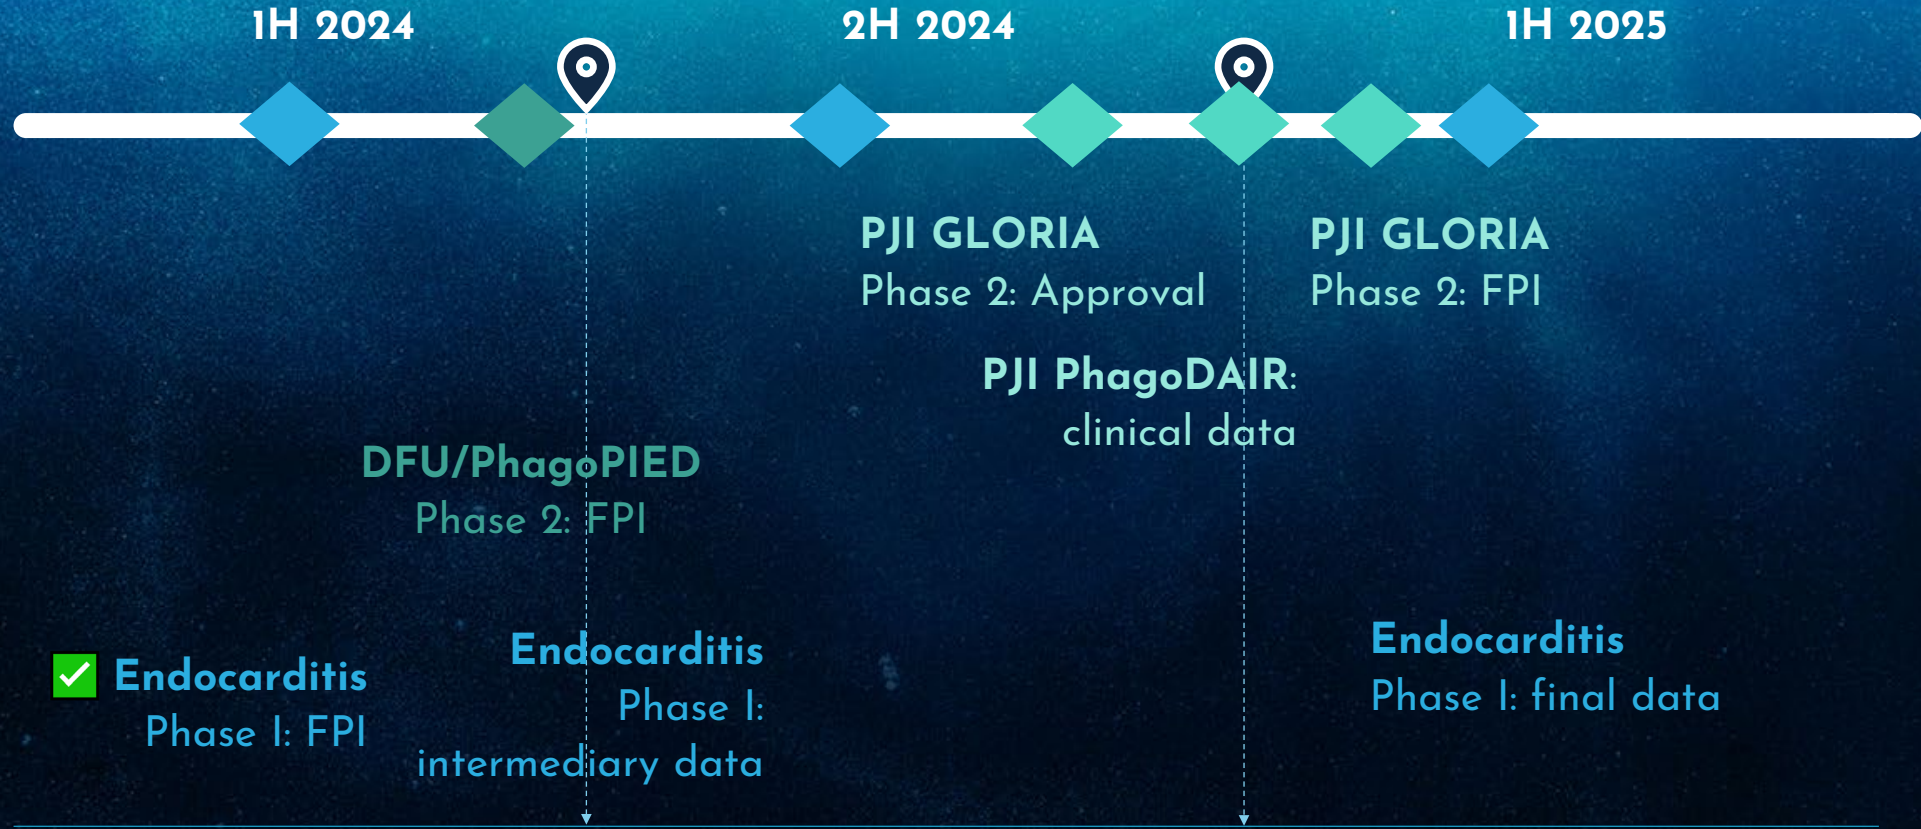 1H 2024
2H 2024
1H 2025
PJI GLORIA
Phase 2: Approval
PJI GLORIA
Phase 2: FPI
PJI PhagoDAIR:
clinical data
DFU/PhagoPIED
Phase 2: FPI
Endocarditis
Phase I: FPI
Endocarditis
Phase I:
intermediary data
Endocarditis
Phase I: final data